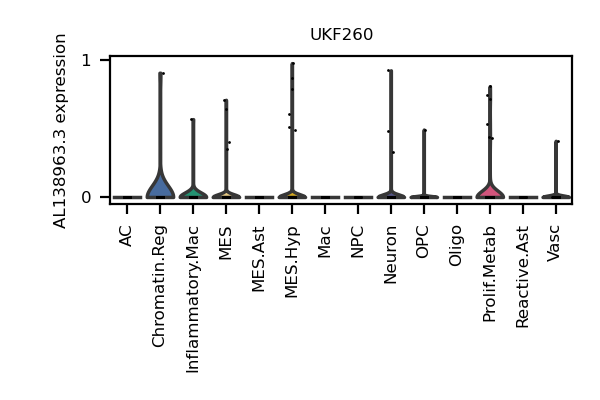 UKF260
AL138963.3 expression
1
0
AC
Chromatin.Reg
Inflammatory.Mac
MES
MES.Ast
MES.Hyp
Mac
NPC
Neuron
OPC
Oligo
Prolif.Metab
Reactive.Ast
Vasc